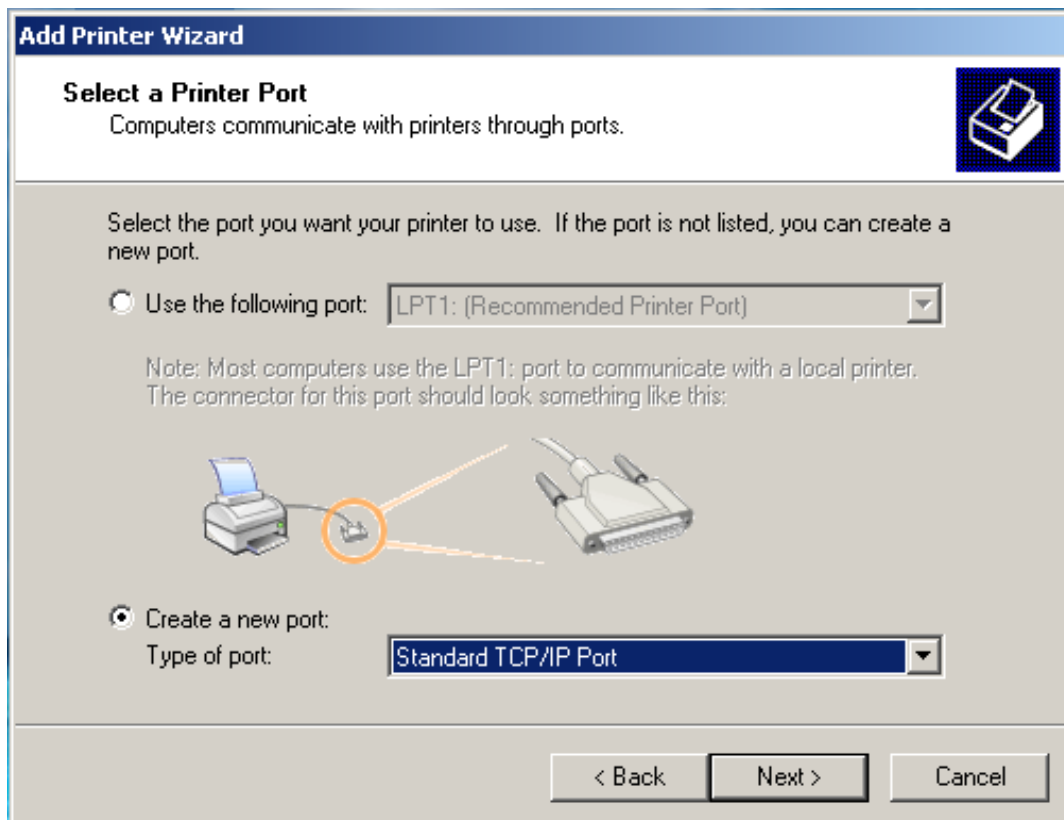 Add Printer Wizard
Select a Printer Port
Computers communicate with printers through ports.
Select the port you want your printer to use.  If the port is not listed, you can create a
new port.
Use the following port: LPT1: (Recommended Printer Port)
Note: Most computers use the LPT1: port to communicate with a local printer.
The connector for this port should look something like this:
Create a new port:
Type of port: Standard TCP/IP Port
< Back Next > Cancel